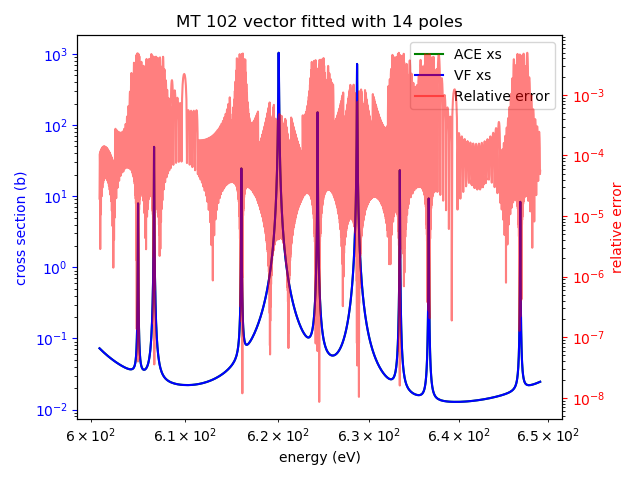 MT 102 vector fitted with 14 poles
ACE xs
VF xs
Relative error
cross section (b)
10³
10²
10¹
10⁰
10⁻¹
10⁻²
relative error
10⁻³
10⁻⁴
10⁻⁵
10⁻⁶
10⁻⁷
10⁻⁸
6 × 10² 6.1 × 10² 6.2 × 10² 6.3 × 10² 6.4 × 10² 6.5 × 10²
energy (eV)